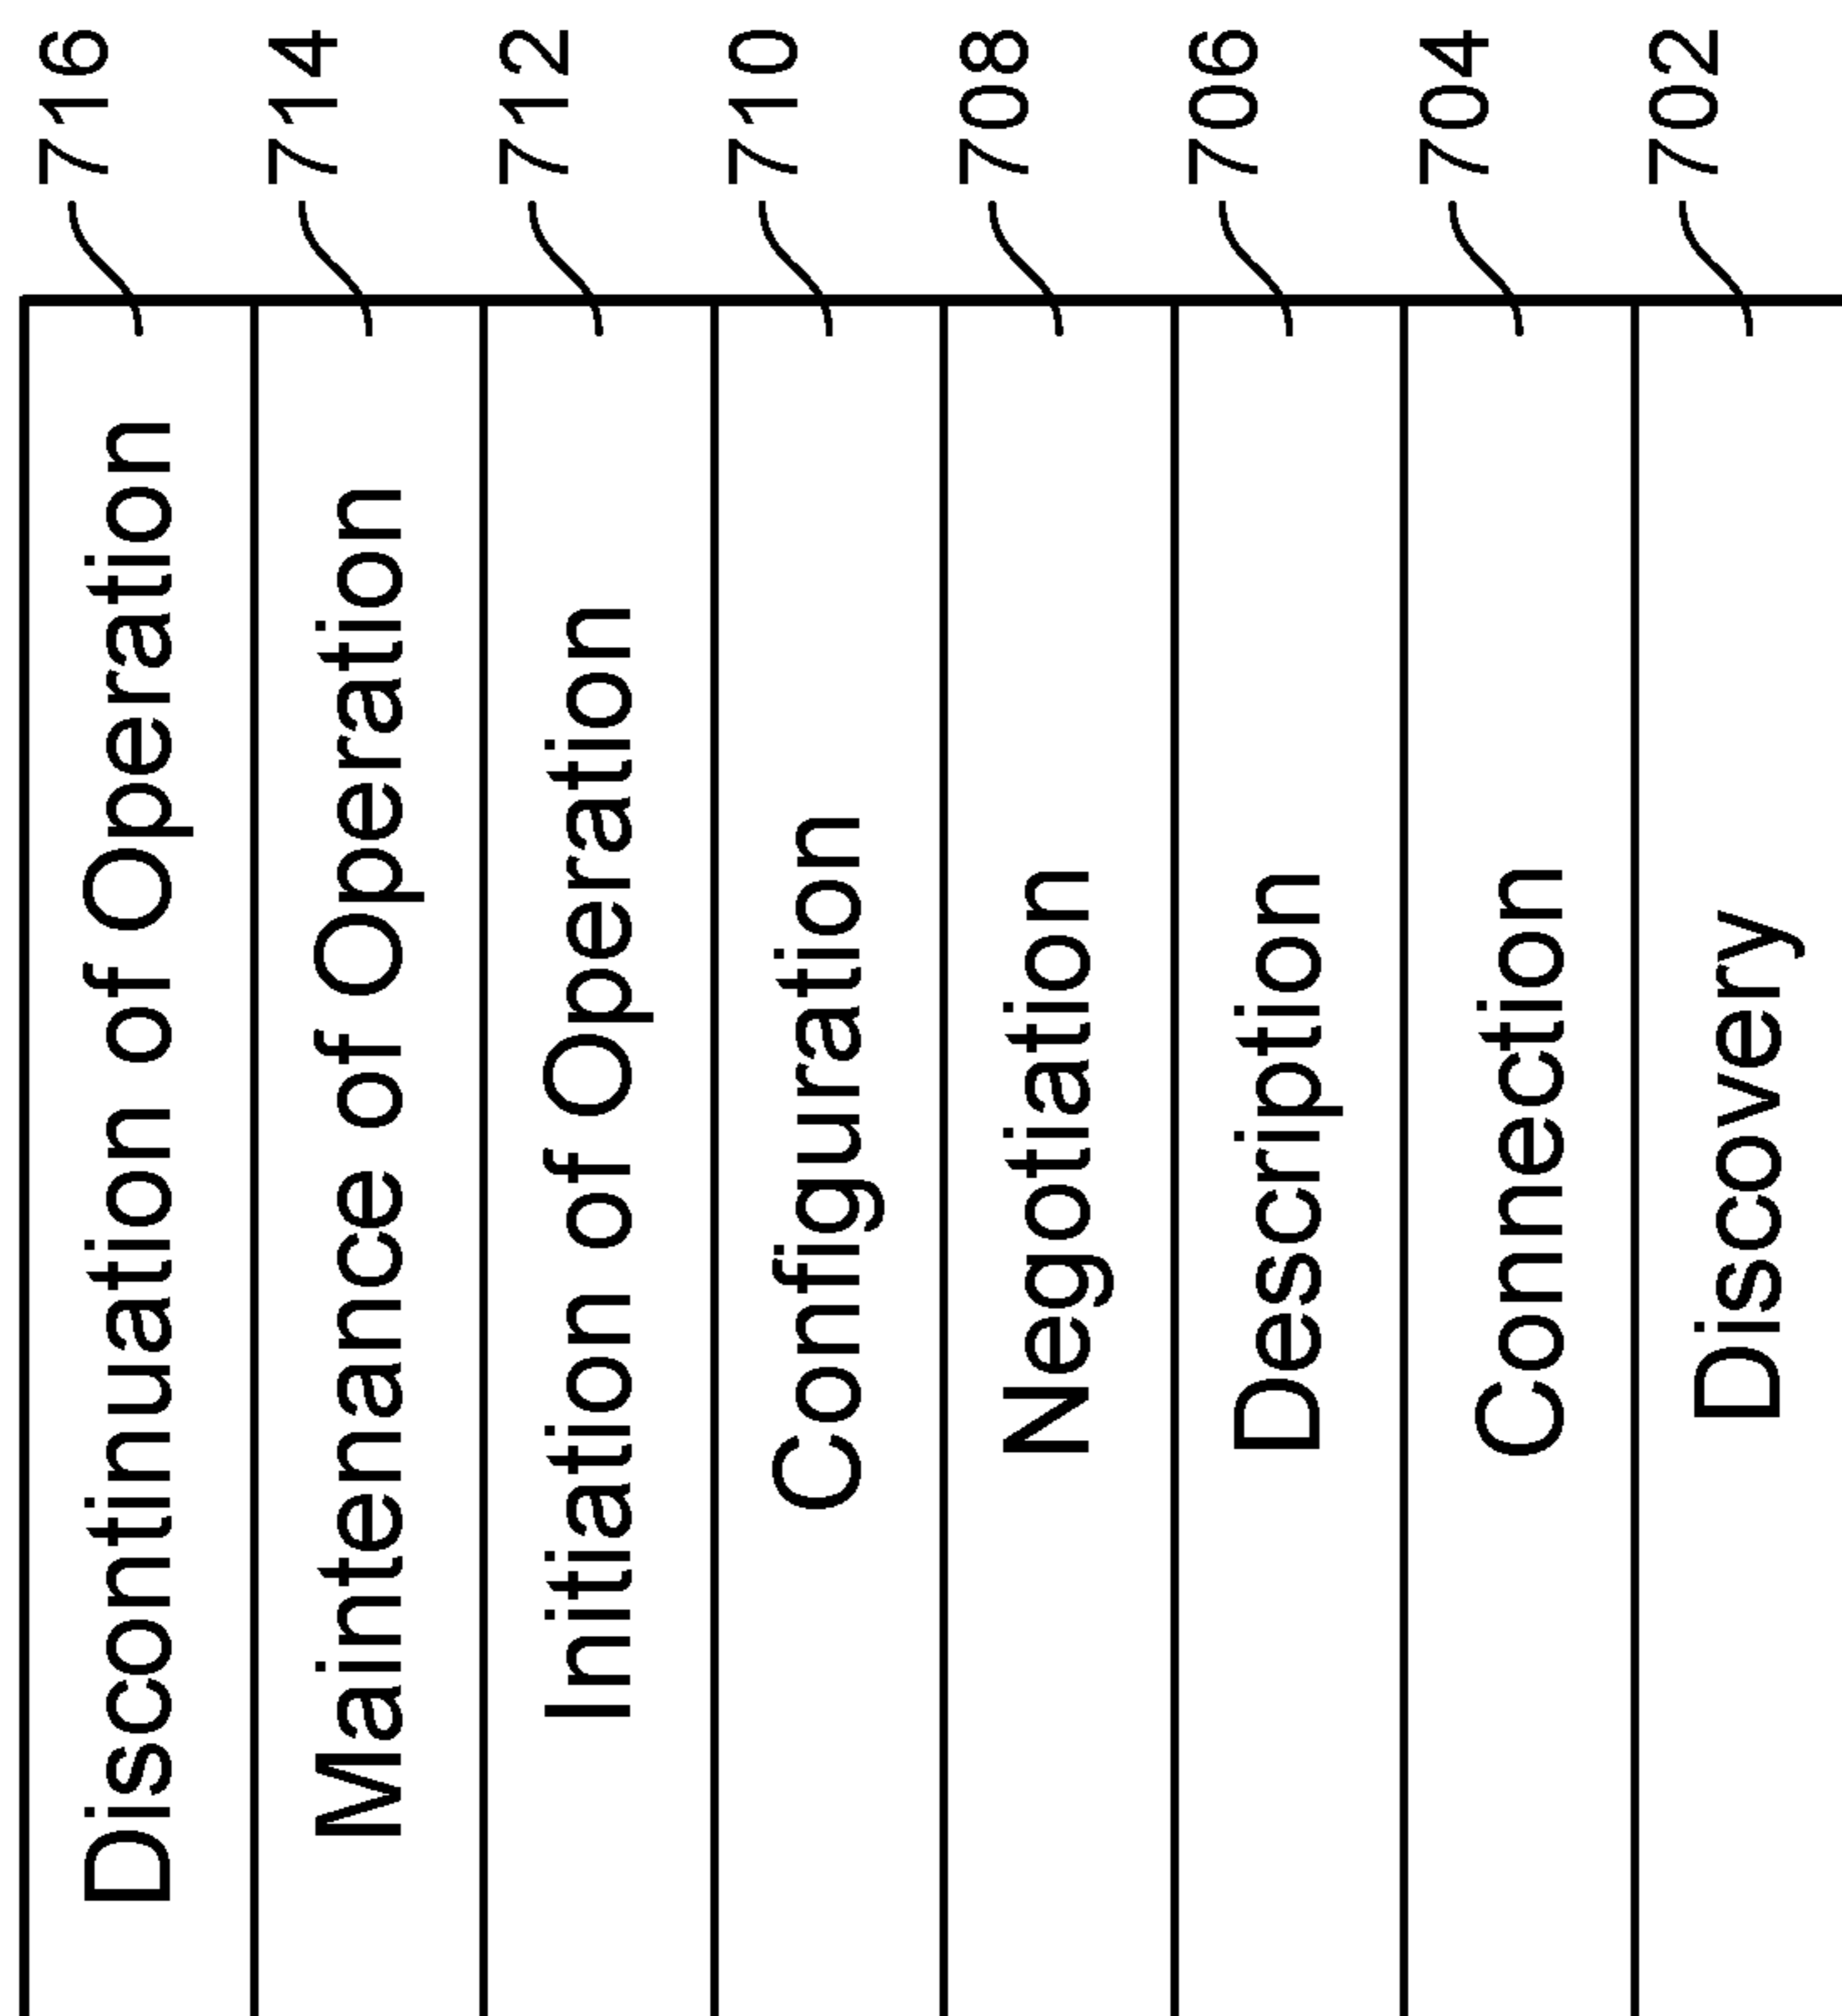 Discontinuation of Operation 716
Maintenance of Operation 714
Initiation of Operation 712
Configuration 710
Negotiation 708
Description 706
Connection 704
Discovery 702